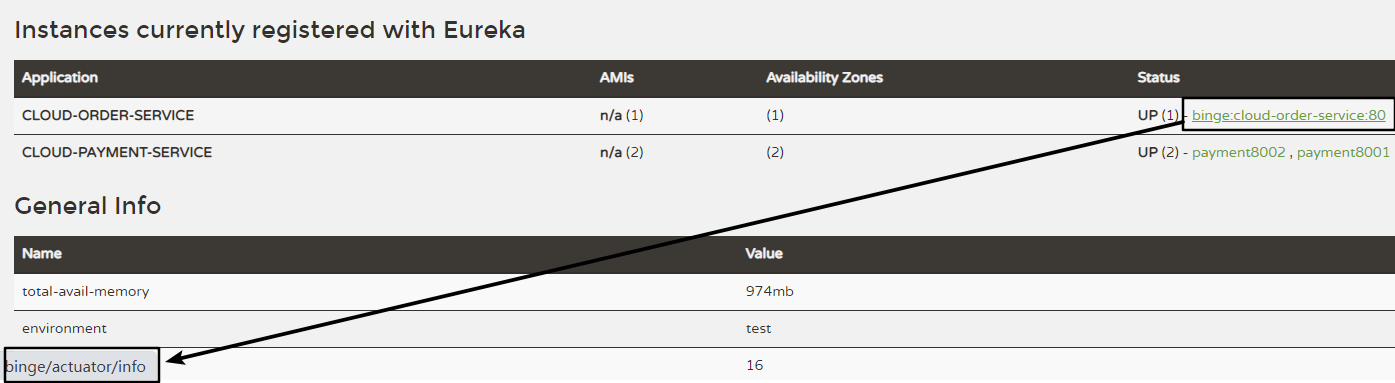 Instances currently registered with Eureka
Application AMIs Availability Zones Status
CLOUD-ORDER-SERVICE n/a (1) (1) UP (1) - binge:cloud-order-service:80
CLOUD-PAYMENT-SERVICE n/a (2) (2) UP (2) - payment8002 , payment8001
General Info
Name Value
total-avail-memory 974mb
environment test
binge/actuator/info 16